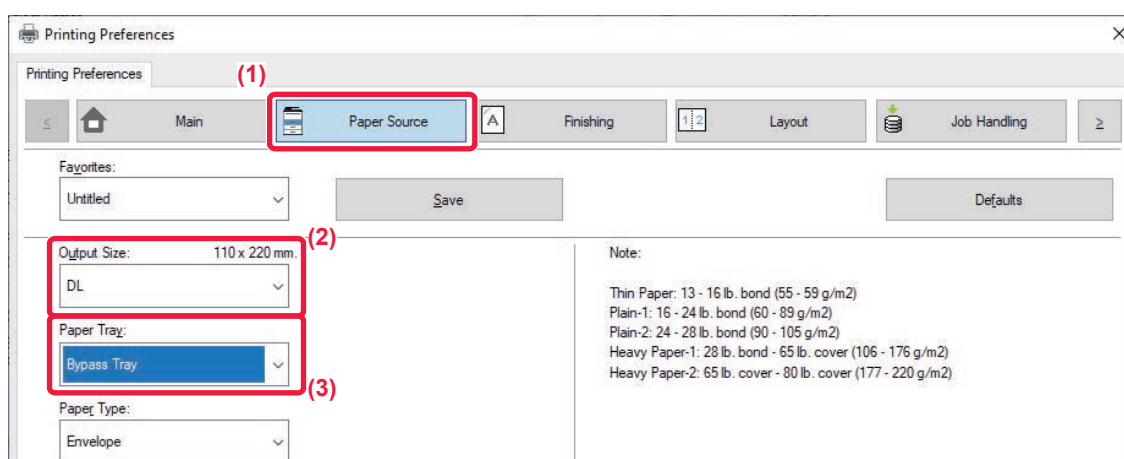 Printing Preferences
Printing Preferences
(1)
< Main Paper Source A Finishing 1 2 Layout Job Handling >
Favorites:
Untitled Save Defaults
(2)
Output Size: 110 x 220 mm.
DL
Paper Tray:
Bypass Tray
(3)
Paper Type:
Envelope
Note:
Thin Paper: 13 - 16 lb. bond (55 - 59 g/m2)
Plain-1: 16 - 24 lb. bond (60 - 89 g/m2)
Plain-2: 24 - 28 lb. bond (90 - 105 g/m2)
Heavy Paper-1: 28 lb. bond - 65 lb. cover (106 - 176 g/m2)
Heavy Paper-2: 65 lb. cover - 80 lb. cover (177 - 220 g/m2)